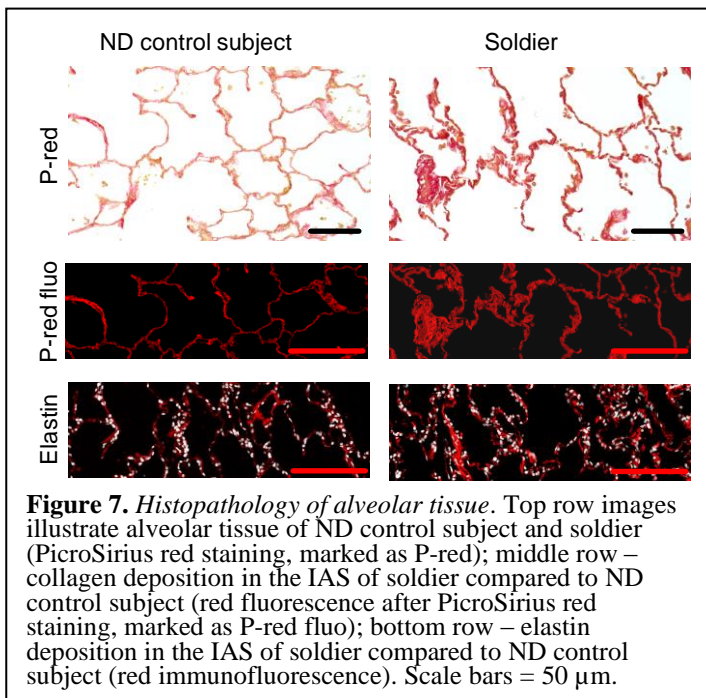 ND control subject
Soldier
P-red
P-red fluo
Elastin
Figure 7. Histopathology of alveolar tissue. Top row images
illustrate alveolar tissue of ND control subject and soldier
(PicroSirius red staining, marked as P-red); middle row –
collagen deposition in the IAS of soldier compared to ND
control subject (red fluorescence after PicroSirius red
staining, marked as P-red fluo); bottom row – elastin
deposition in the IAS of soldier compared to ND control
subject (red immunofluorescence). Scale bars = 50 µm.